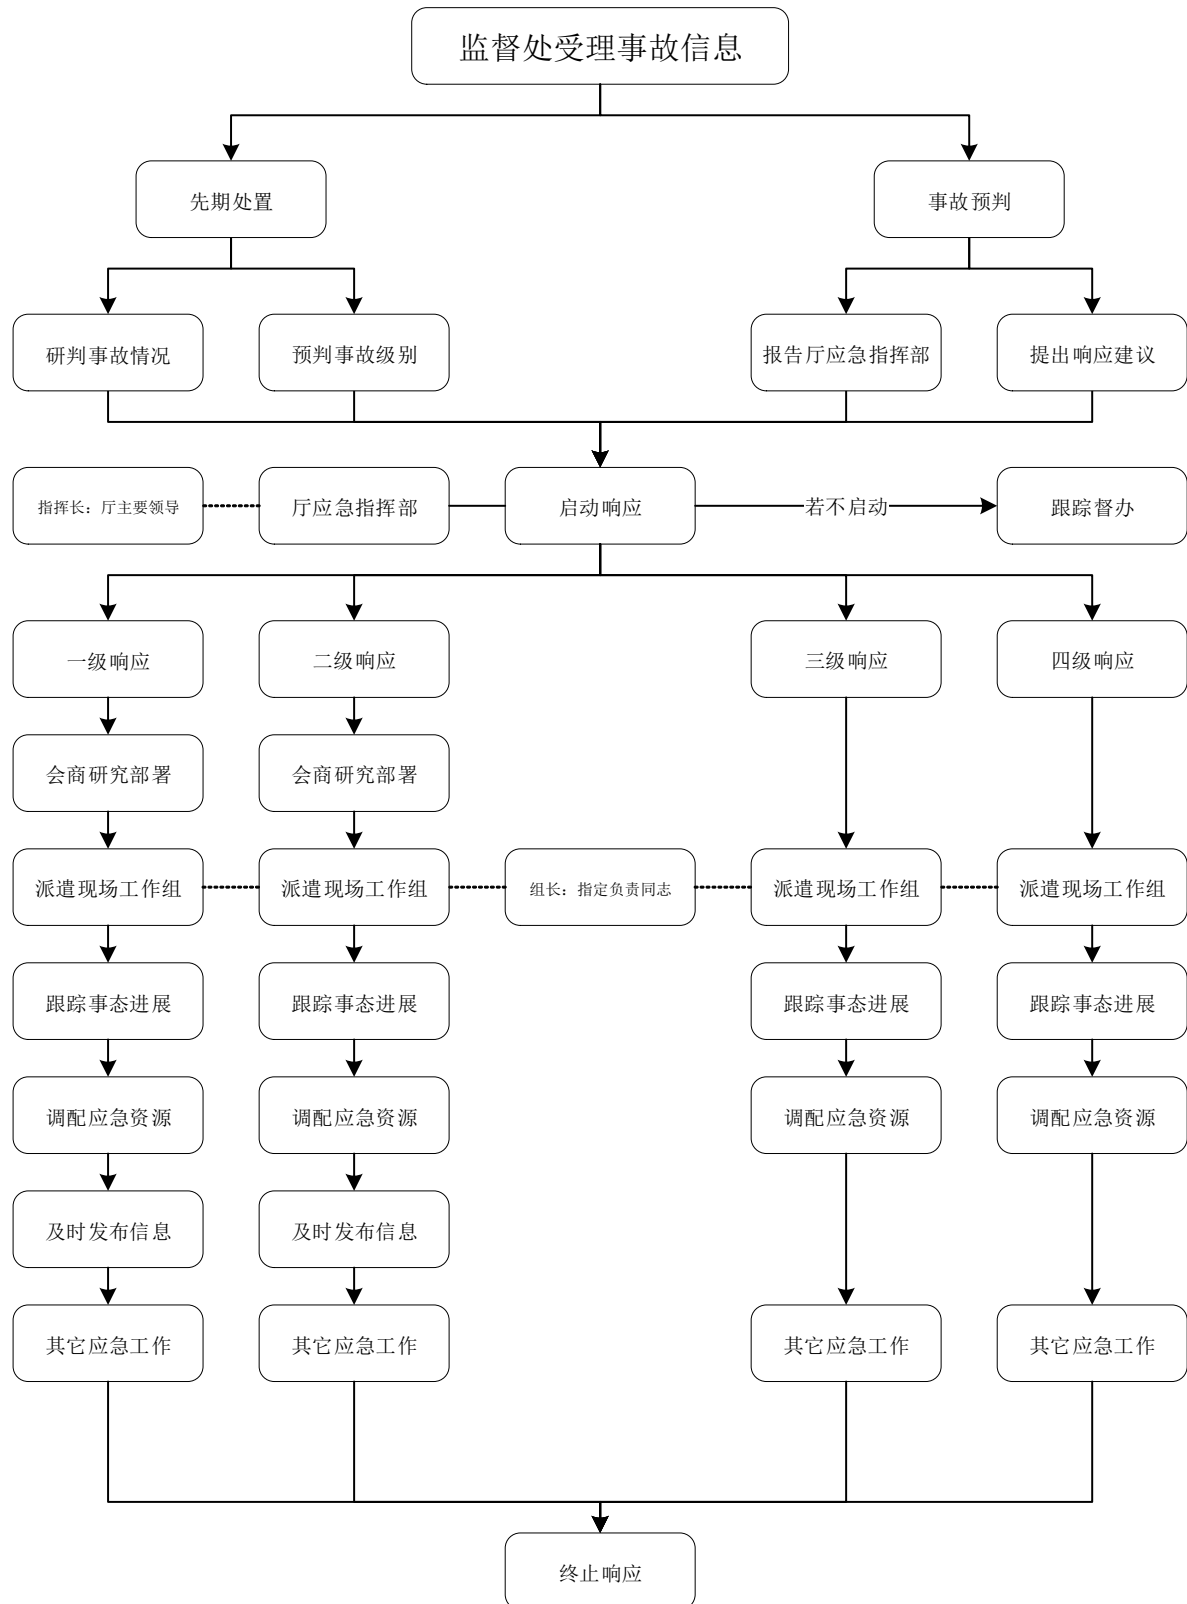 监督处受理事故信息
先期处置
事故预判
研判事故情况
预判事故级别
报告厅应急指挥部
提出响应建议
指挥长：厅主要领导
厅应急指挥部
启动响应
若不启动
跟踪督办
一级响应
二级响应
三级响应
四级响应
会商研究部署
会商研究部署
派遣现场工作组
派遣现场工作组
组长：指定负责同志
派遣现场工作组
派遣现场工作组
跟踪事态进展
跟踪事态进展
跟踪事态进展
跟踪事态进展
调配应急资源
调配应急资源
调配应急资源
调配应急资源
及时发布信息
及时发布信息
其它应急工作
其它应急工作
其它应急工作
其它应急工作
终止响应